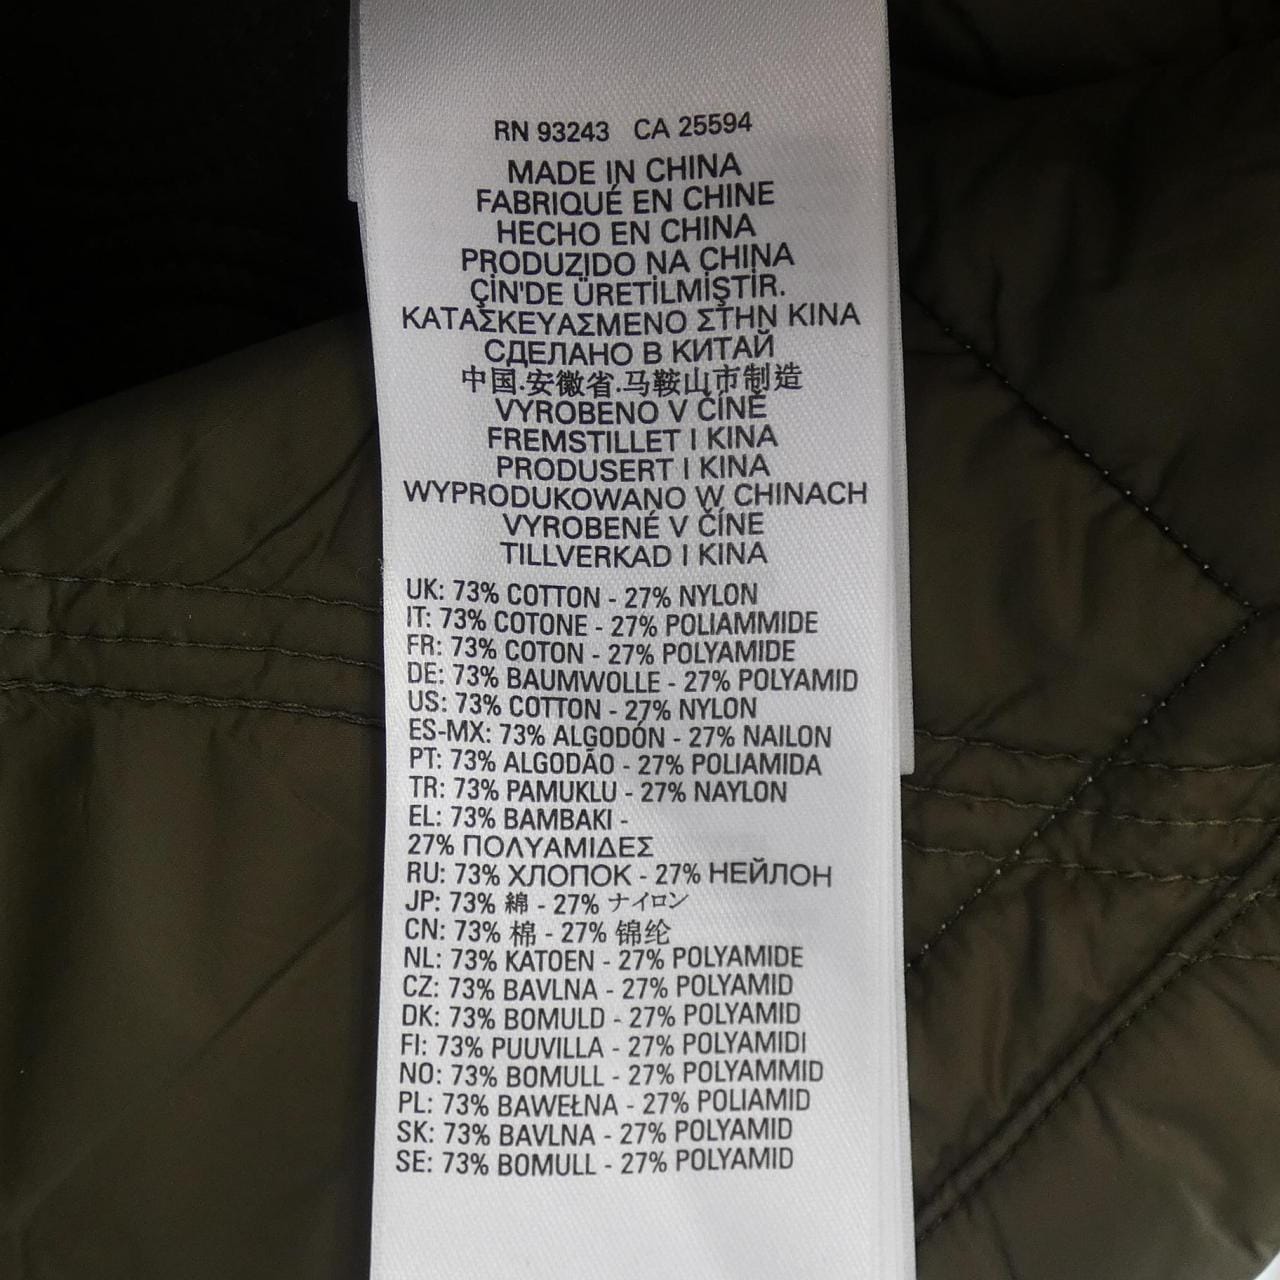 RN 93243 CA 25594
MADE IN CHINA
FABRIQUÉ EN CHINE
HECHO EN CHINA
PRODUZIDO NA CHINA
ÇİN'DE ÜRETİLMİŞTİR.
ΚΑΤΑΣΚΕΥΑΣΜΕΝΟ ΣΤΗΝ ΚΙΝΑ
СДЕЛАНО В КИТАЙ
中国.安徽省.马鞍山市制造
VYROBENO V ČÍNĚ
FREMSTILLET I KINA
PRODUSERT I KINA
WYPRODUKOWANO W CHINACH
VYROBENÉ V ČÍNE
TILLVERKAD I KINA
UK: 73% COTTON - 27% NYLON
IT: 73% COTONE - 27% POLIAMMIDE
FR: 73% COTON - 27% POLYAMIDE
DE: 73% BAUMWOLLE - 27% POLYAMID
US: 73% COTTON - 27% NYLON
ES-MX: 73% ALGODÓN - 27% NAILON
PT: 73% ALGODÃO - 27% POLIAMIDA
TR: 73% PAMUKLU - 27% NAYLON
EL: 73% ΒΑΜΒΑΚΙ -
27% ΠΟΛΥΑΜΙΔΕΣ
RU: 73% ХЛОПОК - 27% НЕЙЛОН
JP: 73% 綿 - 27% ナイロン
CN: 73% 棉 - 27% 锦纶
NL: 73% KATOEN - 27% POLYAMIDE
CZ: 73% BAVLNA - 27% POLYAMID
DK: 73% BOMULD - 27% POLYAMID
FI: 73% PUUVILLA - 27% POLYAMIDI
NO: 73% BOMULL - 27% POLYAMMID
PL: 73% BAWEŁNA - 27% POLIAMID
SK: 73% BAVLNA - 27% POLYAMID
SE: 73% BOMULL - 27% POLYAMID